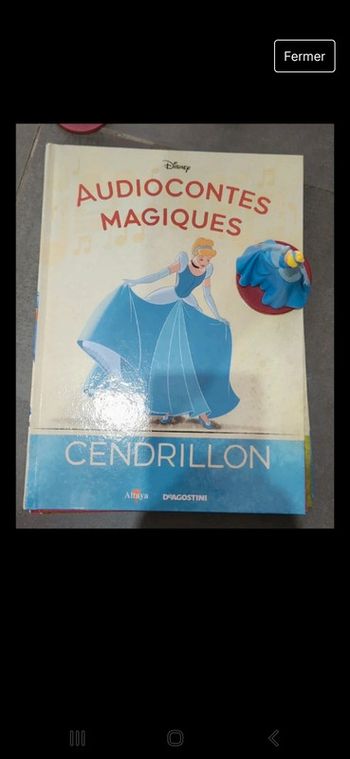 Fermer
Disney
AUDIOCONTES
MAGIQUES
CENDRILLON
Altaya DeAGOSTINI